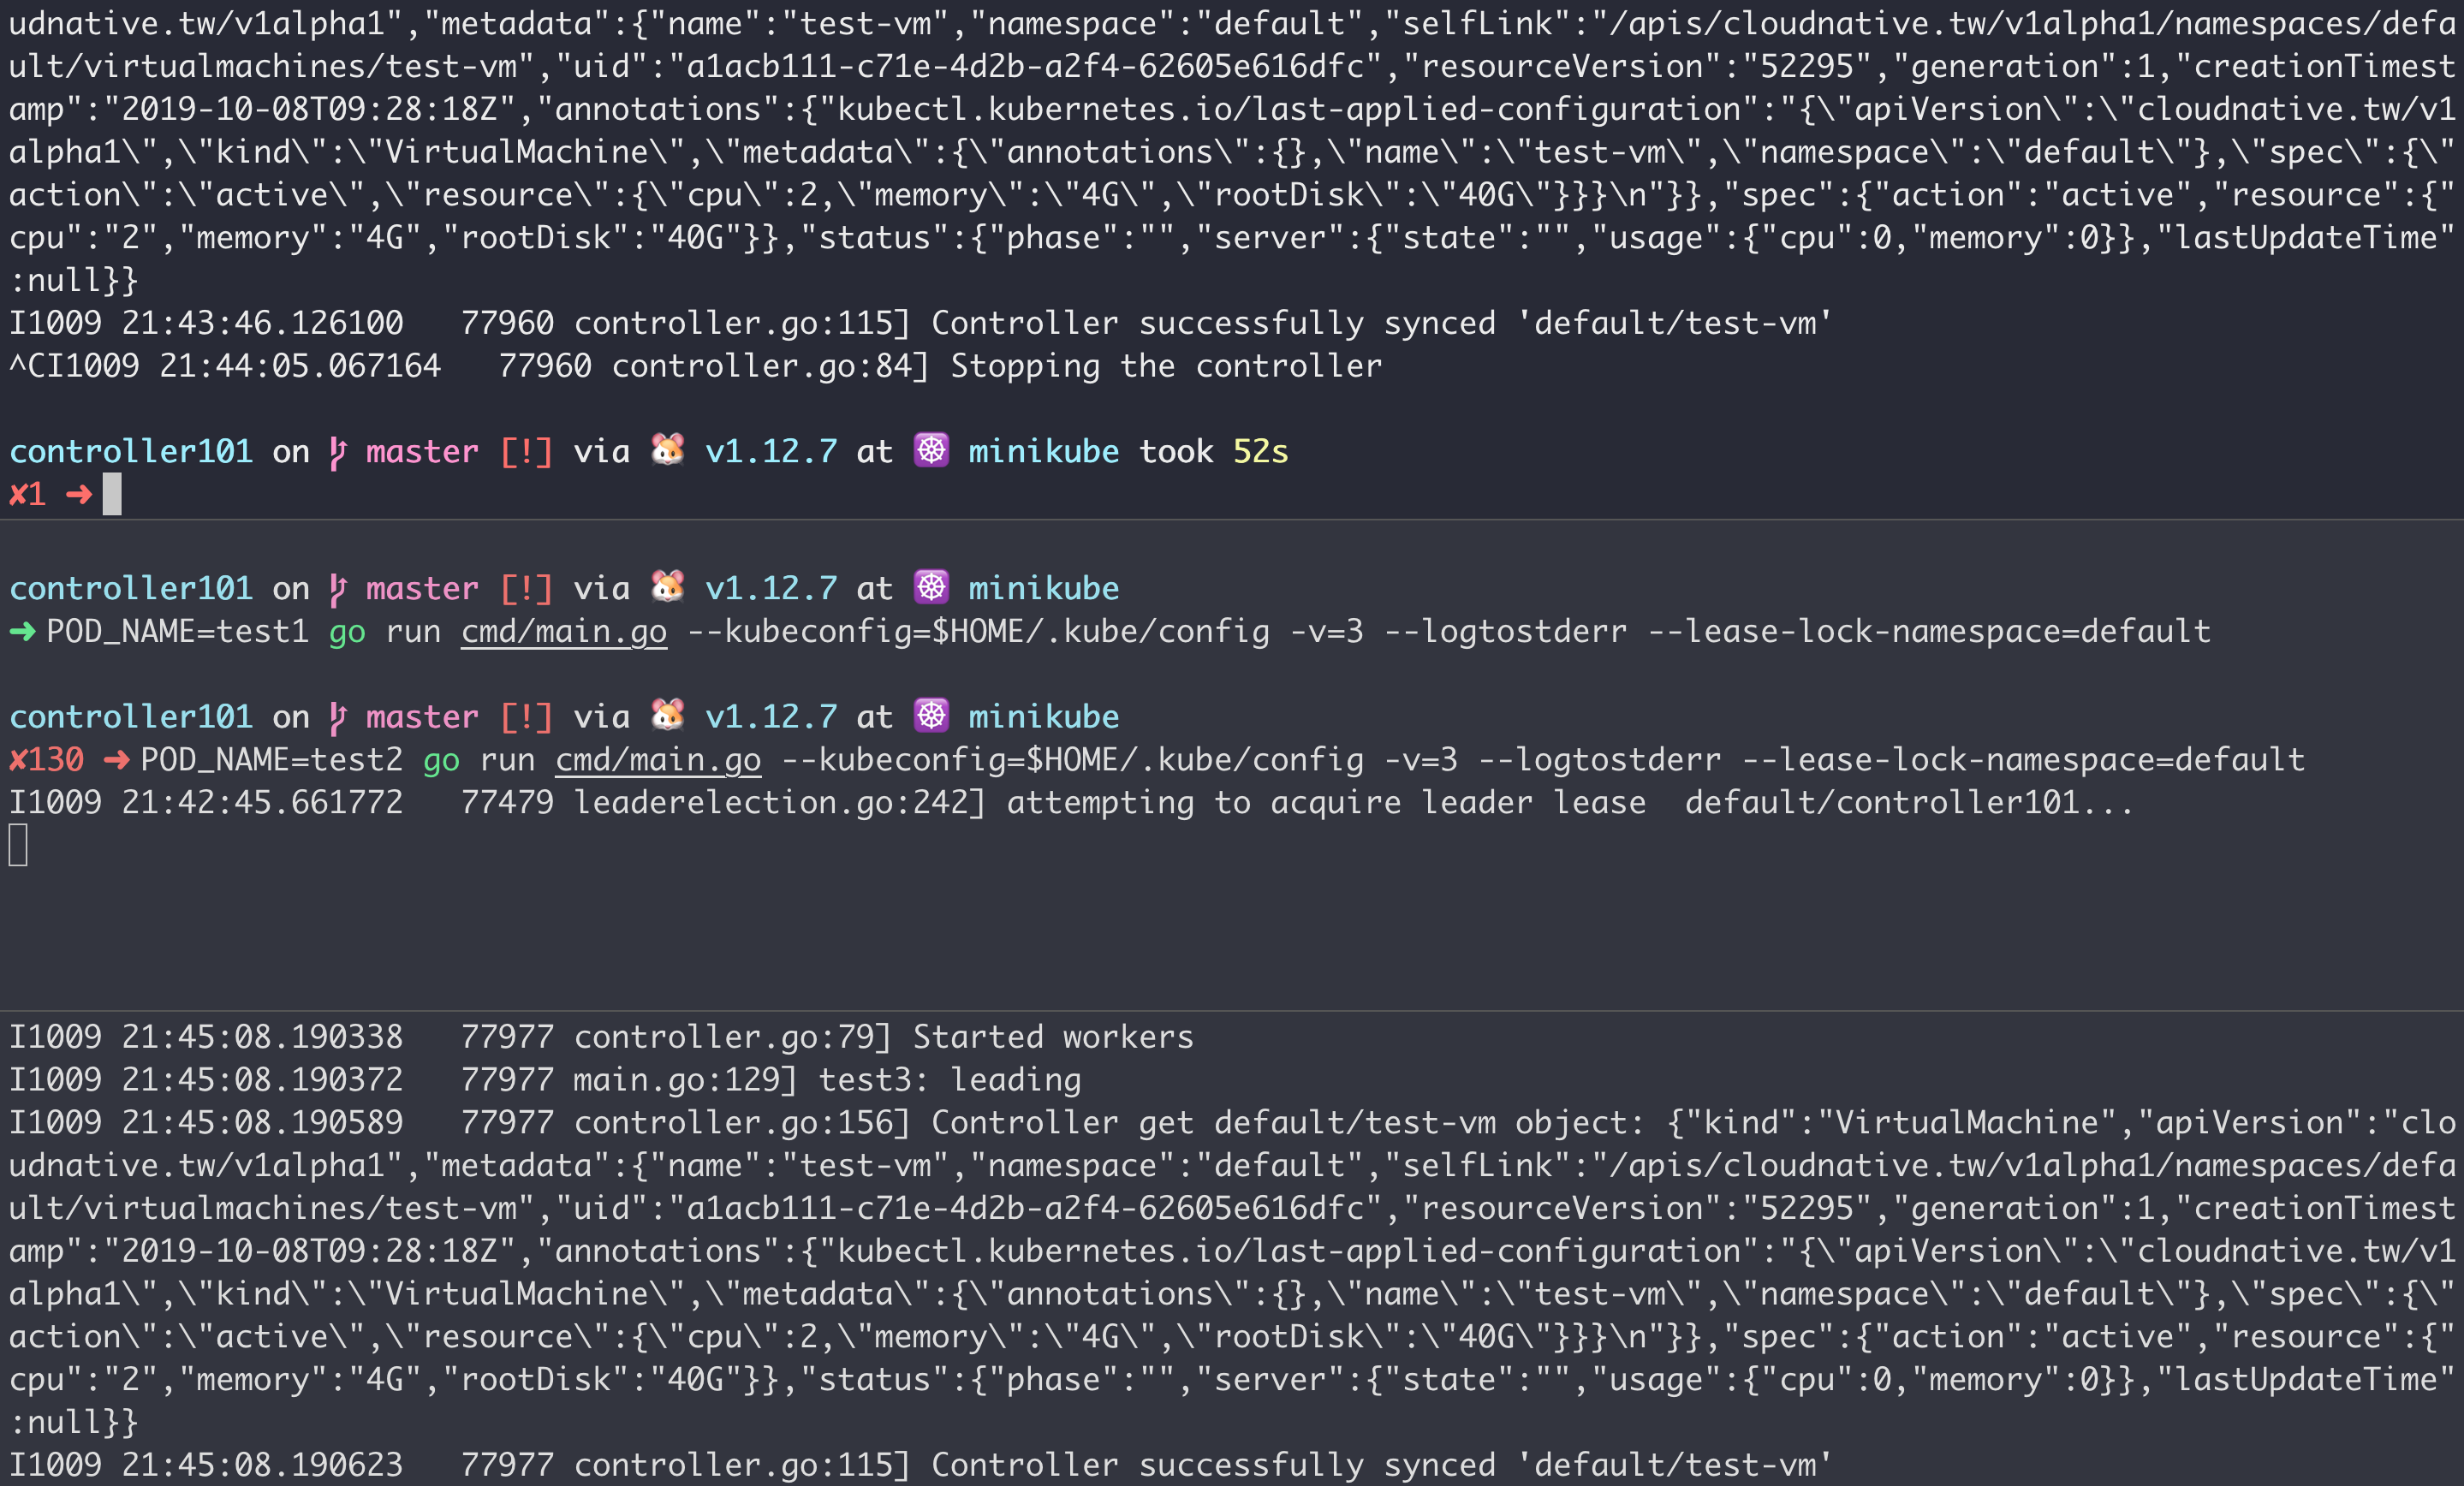 udnative.tw/v1alpha1","metadata":{"name":"test-vm","namespace":"default","selfLink":"/apis/cloudnative.tw/v1alpha1/namespaces/defa
ult/virtualmachines/test-vm","uid":"a1acb111-c71e-4d2b-a2f4-62605e616dfc","resourceVersion":"52295","generation":1,"creationTimest
amp":"2019-10-08T09:28:18Z","annotations":{"kubectl.kubernetes.io/last-applied-configuration":"{\"apiVersion\":\"cloudnative.tw/v1
alpha1\",\"kind\":\"VirtualMachine\",\"metadata\":{\"annotations\":{},\"name\":\"test-vm\",\"namespace\":\"default\"},\"spec\":{\"
action\":\"active\",\"resource\":{\"cpu\":2,\"memory\":\"4G\",\"rootDisk\":\"40G\"}}}\n"}},"spec":{"action":"active","resource":{"
cpu":"2","memory":"4G","rootDisk":"40G"}},"status":{"phase":"","server":{"state":"","usage":{"cpu":0,"memory":0}},"lastUpdateTime"
:null}}
I1009 21:43:46.126100   77960 controller.go:115] Controller successfully synced 'default/test-vm'
^CI1009 21:44:05.067164   77960 controller.go:84] Stopping the controller
controller101 on master [!] via 🐹 v1.12.7 at ☸ minikube took 52s
✘1 ➜
controller101 on master [!] via 🐹 v1.12.7 at ☸ minikube
➜ POD_NAME=test1 go run cmd/main.go --kubeconfig=$HOME/.kube/config -v=3 --logtostderr --lease-lock-namespace=default
controller101 on master [!] via 🐹 v1.12.7 at ☸ minikube
✘130 ➜ POD_NAME=test2 go run cmd/main.go --kubeconfig=$HOME/.kube/config -v=3 --logtostderr --lease-lock-namespace=default
I1009 21:42:45.661772   77479 leaderelection.go:242] attempting to acquire leader lease  default/controller101...
I1009 21:45:08.190338   77977 controller.go:79] Started workers
I1009 21:45:08.190372   77977 main.go:129] test3: leading
I1009 21:45:08.190589   77977 controller.go:156] Controller get default/test-vm object: {"kind":"VirtualMachine","apiVersion":"clo
udnative.tw/v1alpha1","metadata":{"name":"test-vm","namespace":"default","selfLink":"/apis/cloudnative.tw/v1alpha1/namespaces/defa
ult/virtualmachines/test-vm","uid":"a1acb111-c71e-4d2b-a2f4-62605e616dfc","resourceVersion":"52295","generation":1,"creationTimest
amp":"2019-10-08T09:28:18Z","annotations":{"kubectl.kubernetes.io/last-applied-configuration":"{\"apiVersion\":\"cloudnative.tw/v1
alpha1\",\"kind\":\"VirtualMachine\",\"metadata\":{\"annotations\":{},\"name\":\"test-vm\",\"namespace\":\"default\"},\"spec\":{\"
action\":\"active\",\"resource\":{\"cpu\":2,\"memory\":\"4G\",\"rootDisk\":\"40G\"}}}\n"}},"spec":{"action":"active","resource":{"
cpu":"2","memory":"4G","rootDisk":"40G"}},"status":{"phase":"","server":{"state":"","usage":{"cpu":0,"memory":0}},"lastUpdateTime"
:null}}
I1009 21:45:08.190623   77977 controller.go:115] Controller successfully synced 'default/test-vm'